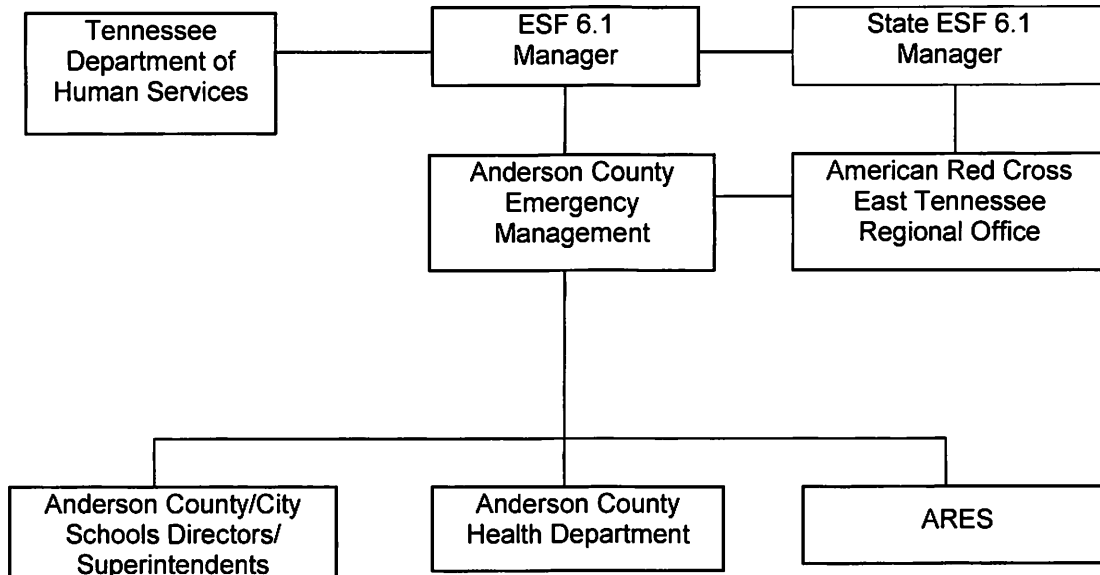 Tennessee
Department of
Human Services
ESF 6.1
Manager
State ESF 6.1
Manager
Anderson County
Emergency
Management
American Red Cross
East Tennessee
Regional Office
Anderson County/City
Schools Directors/
Superintendents
Anderson County
Health Department
ARES